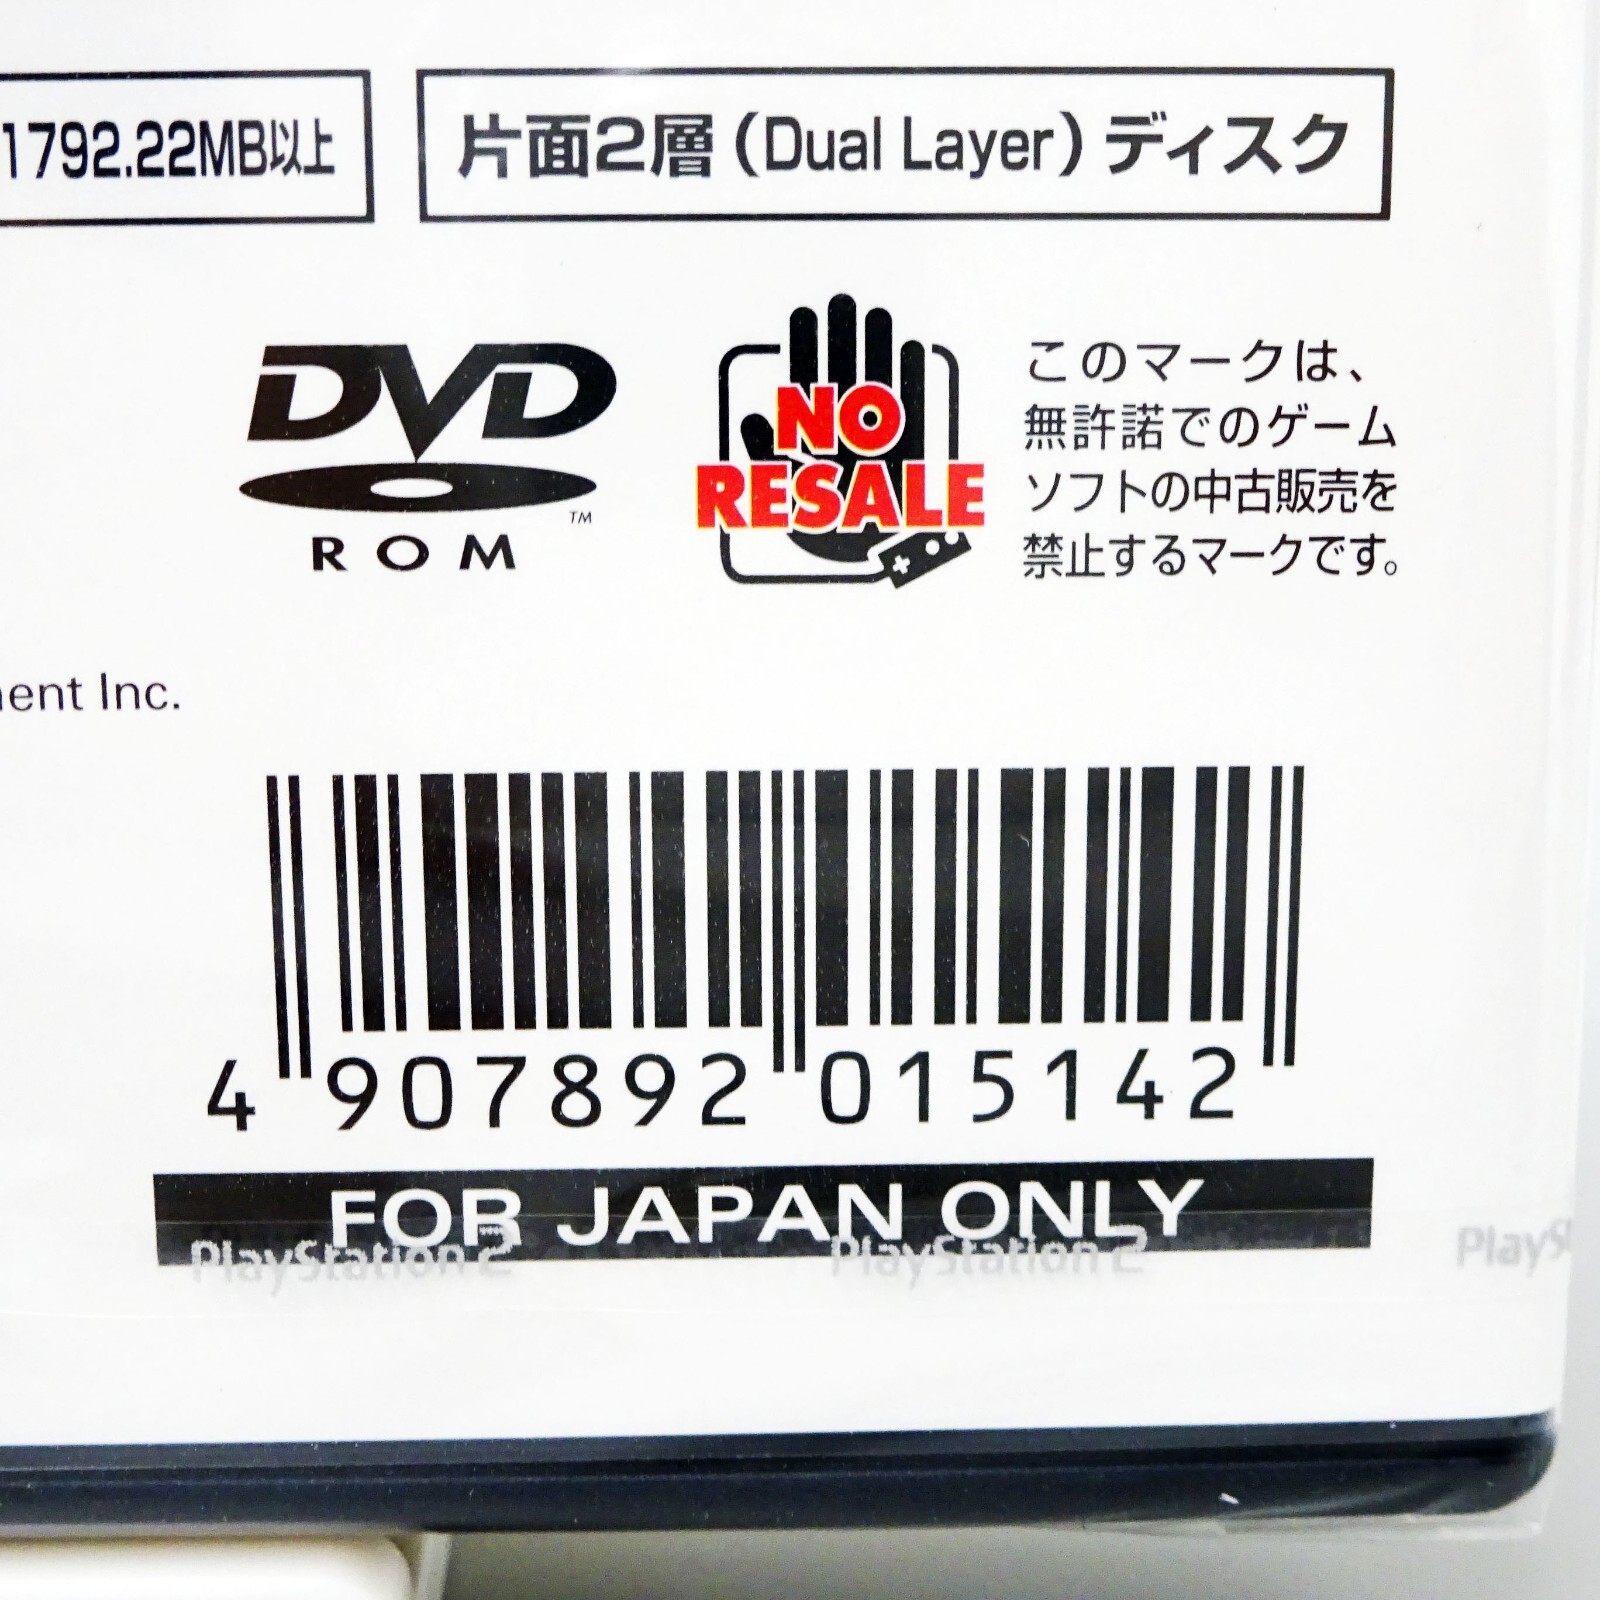 1792.22MB以上
片面2層(Dual Layer)ディスク
DVD
ROM
TM
NO
RESALE
このマークは、
無許諾でのゲーム
ソフトの中古販売を
禁止するマークです。
Inc.
4 907892 015142
FOR JAPAN ONLY
PlayStation 2 PlayStation 2